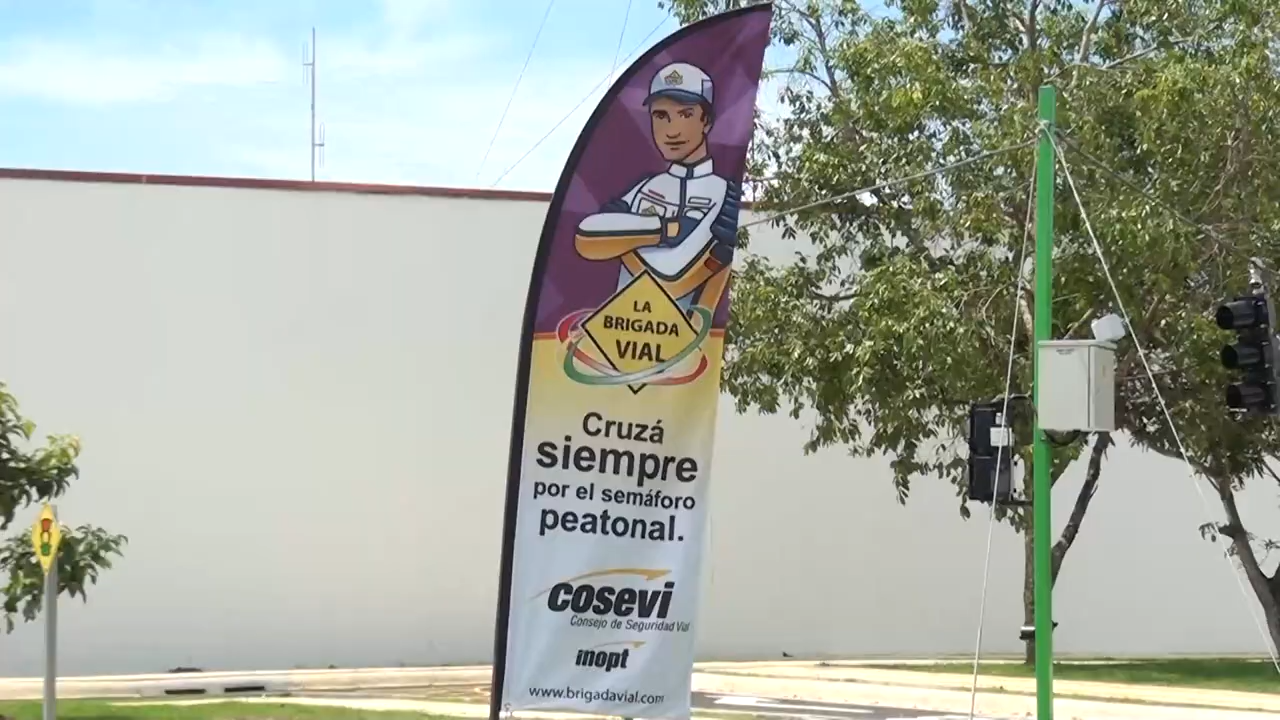 LA
BRIGADA
VIAL
Cruzá
siempre
por el semáforo
peatonal.
cosevi
Consejo de Seguridad Vial
mopt
www.brigadavial.com